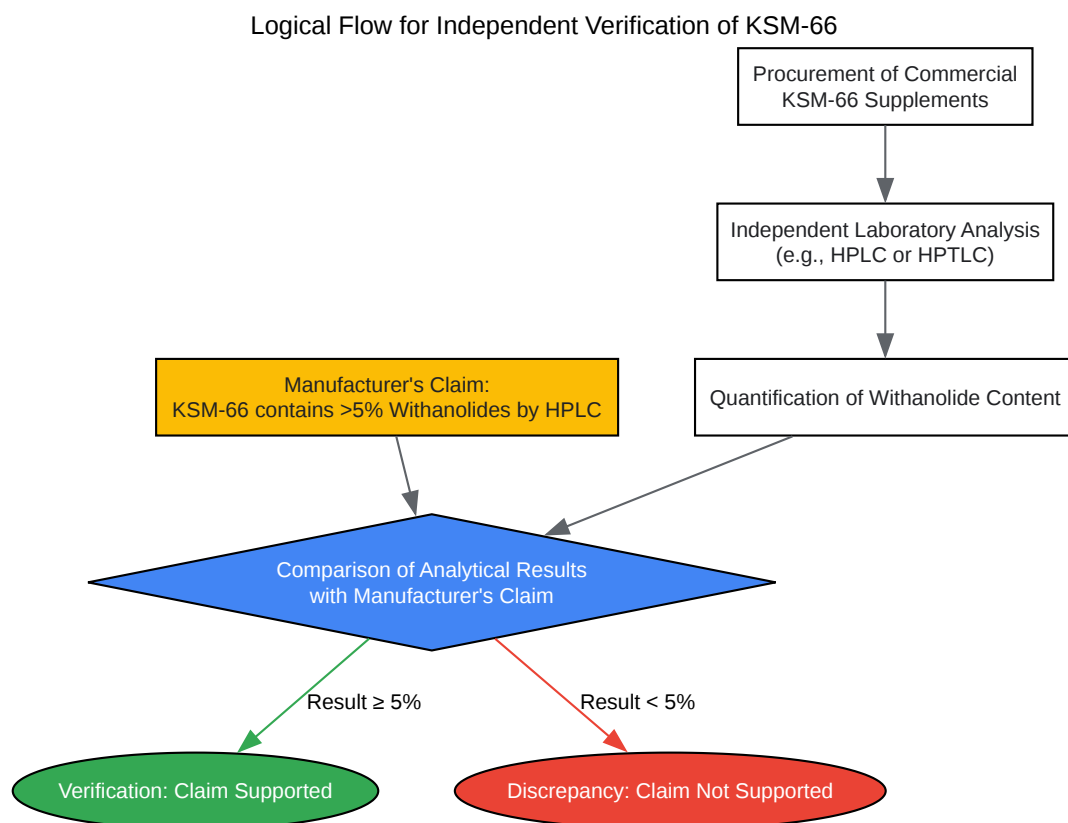 Logical Flow for Independent Verification of KSM-66
Procurement of Commercial
KSM-66 Supplements
Independent Laboratory Analysis
(e.g., HPLC or HPTLC)
Manufacturer's Claim:
KSM-66 contains >5% Withanolides by HPLC
Quantification of Withanolide Content
Comparison of Analytical Results
with Manufacturer's Claim
Result ≥ 5%
Result < 5%
Verification: Claim Supported
Discrepancy: Claim Not Supported